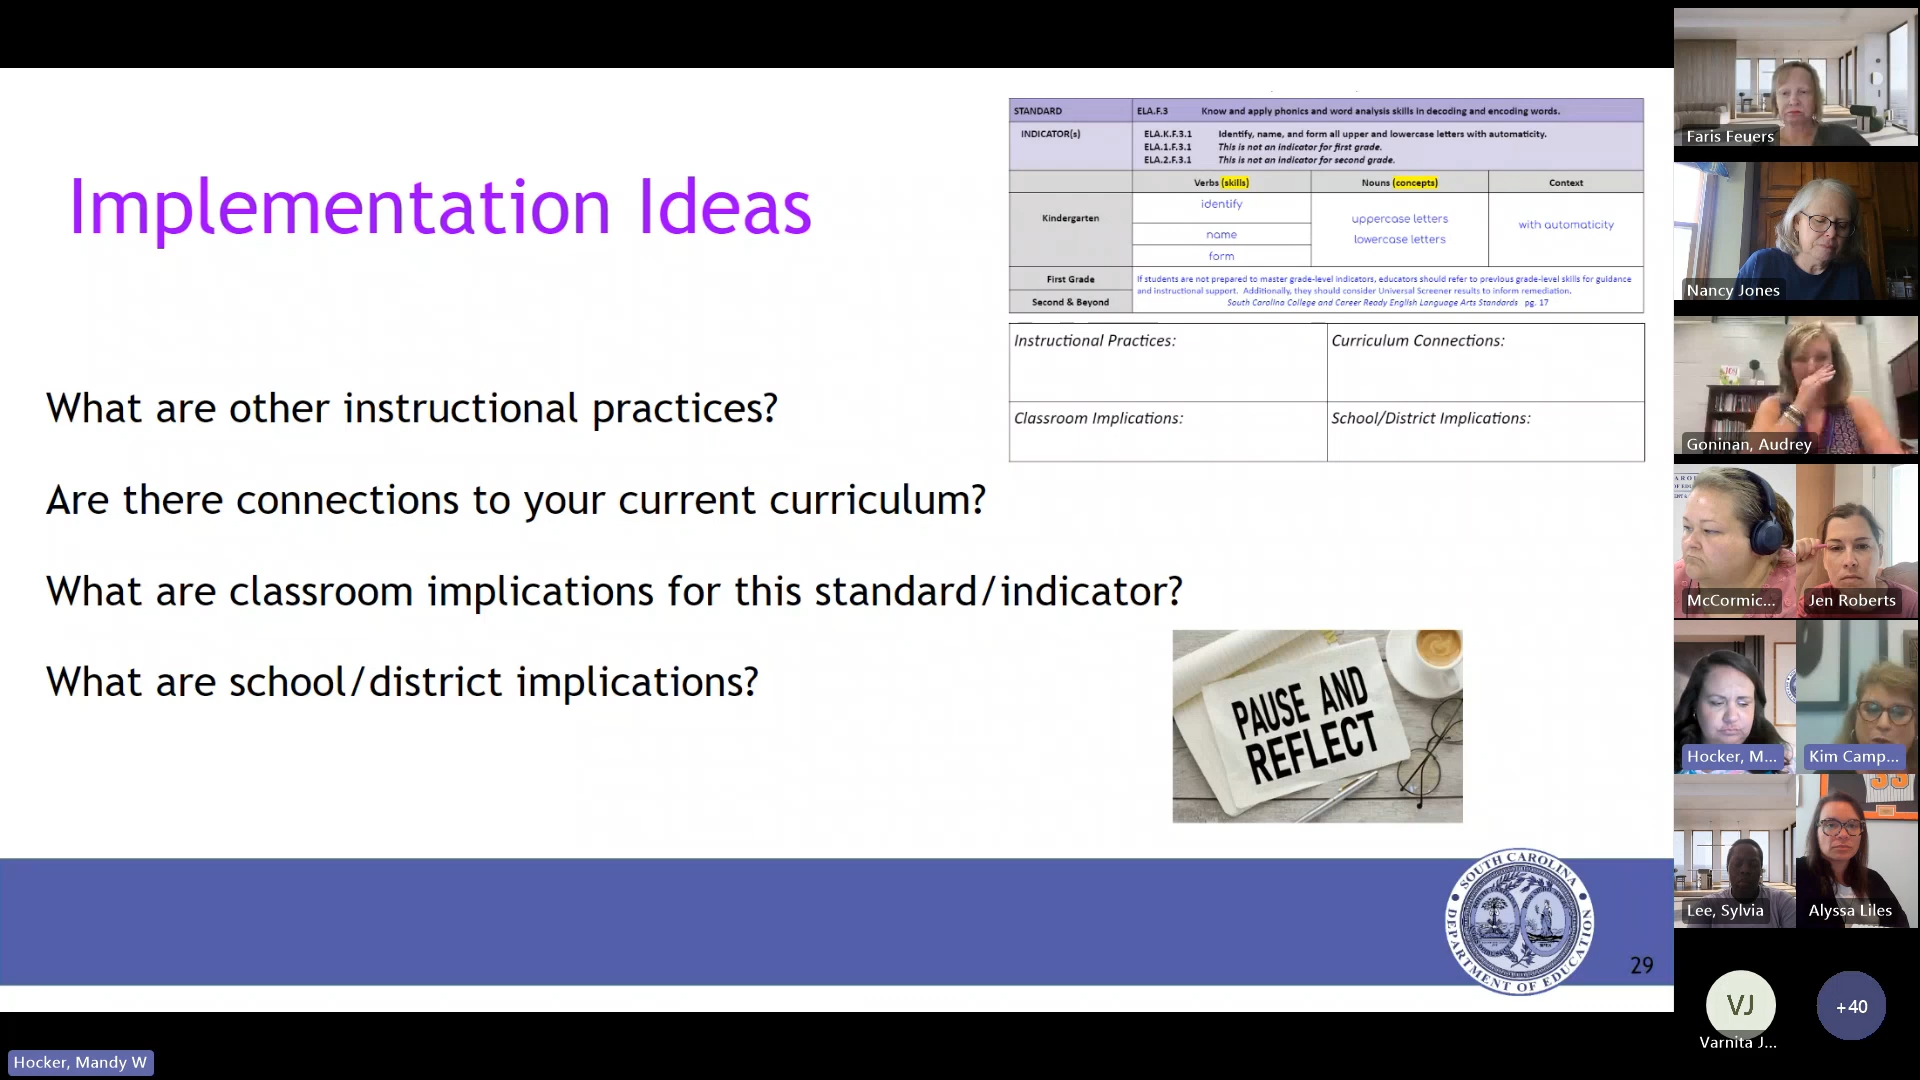 Implementation Ideas
What are other instructional practices?
Are there connections to your current curriculum?
What are classroom implications for this standard/indicator?
What are school/district implications?
STANDARD ELA.F.3 Know and apply phonics and word analysis skills in decoding and encoding words.
INDICATOR(s) ELA.K.F.3.1 Identify, name, and form all upper and lowercase letters with automaticity.
ELA.1.F.3.1 This is not an indicator for first grade.
ELA.2.F.3.1 This is not an indicator for second grade.
Verbs (skills) Nouns (concepts) Context
Kindergarten
identify
name
form
uppercase letters
lowercase letters
with automaticity
First Grade
Second & Beyond
If students are not prepared to master grade-level indicators, educators should refer to previous grade-level skills for guidance
and instructional support. Additionally, they should consider Universal Screener results to inform remediation.
South Carolina College and Career Ready English Language Arts Standards pg. 17
Instructional Practices: Curriculum Connections:
Classroom Implications: School/District Implications:
PAUSE AND
REFLECT
SOUTH CAROLINA
DEPARTMENT OF EDUCATION
29
Faris Feuers
Nancy Jones
Goninan, Audrey
McCormic... Jen Roberts
Hocker, M... Kim Camp...
Lee, Sylvia Alyssa Liles
VJ +40
Varnita J...
Hocker, Mandy W